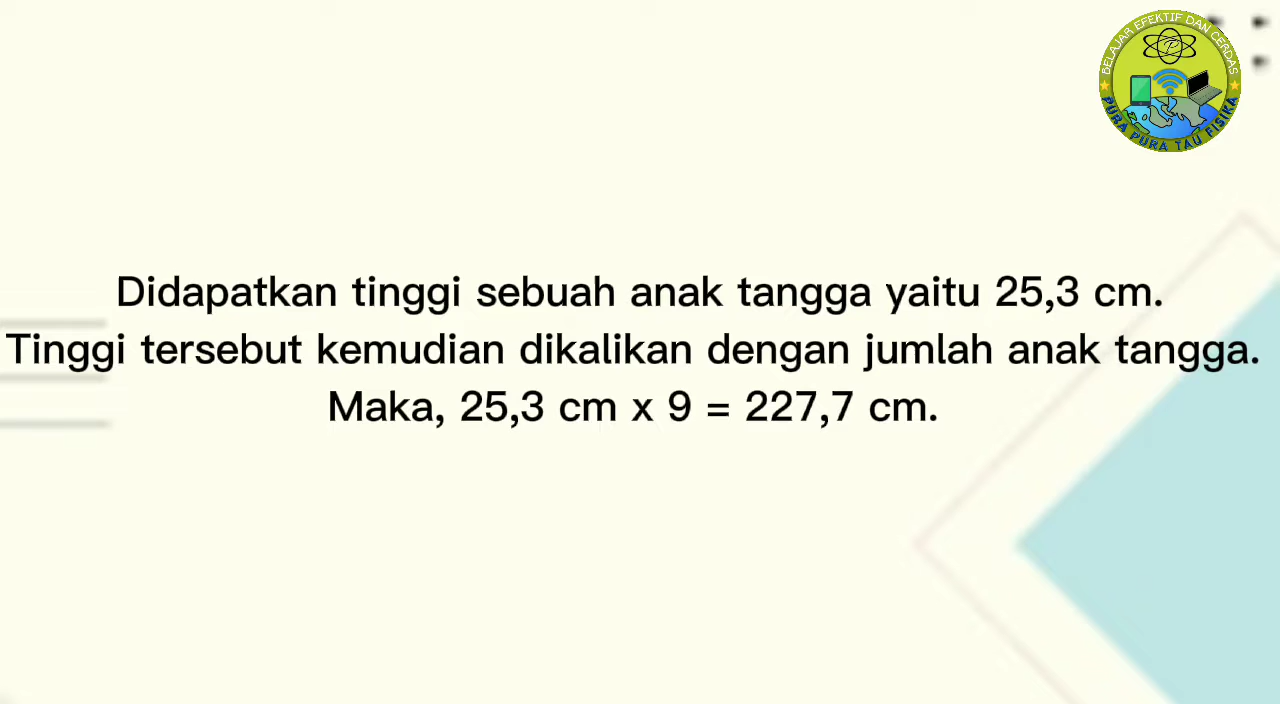 BELAJAR EFEKTIF DAN CERDAS
PURA PURA TAU FISIKA
Didapatkan tinggi sebuah anak tangga yaitu 25,3 cm.
Tinggi tersebut kemudian dikalikan dengan jumlah anak tangga.
Maka, 25,3 cm x 9 = 227,7 cm.